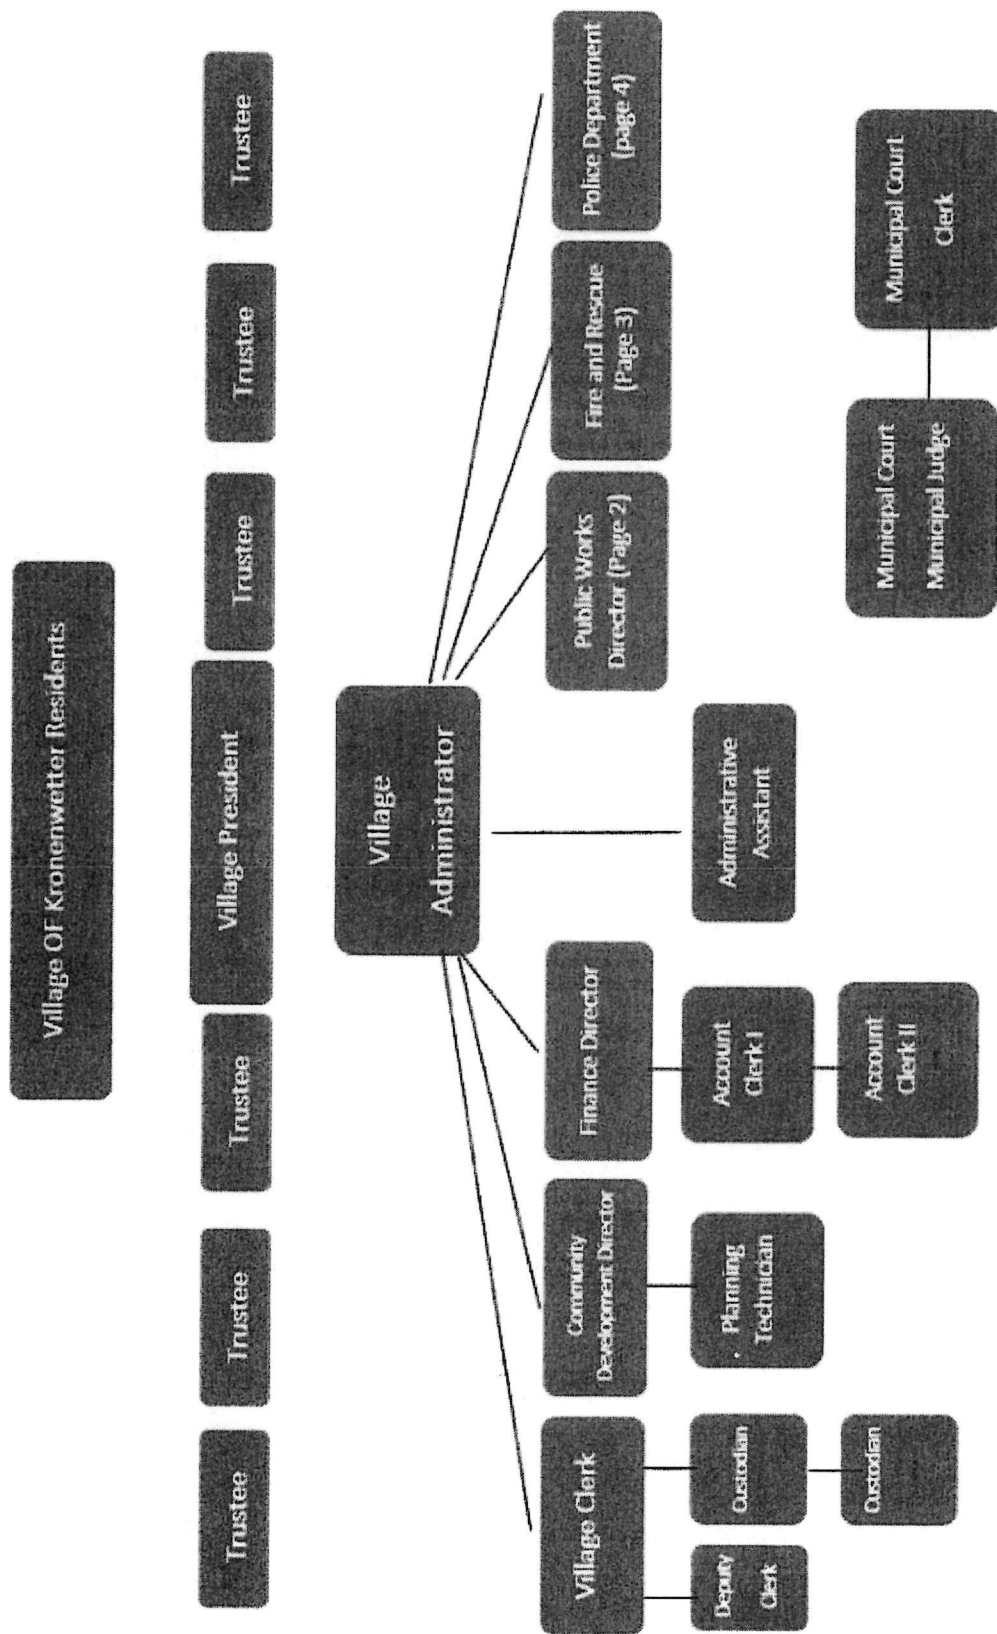 Village OF Kronenwetter Residents
Trustee
Trustee
Trustee
Village President
Trustee
Trustee
Trustee
Village
Administrator
Village Clerk
Community
Development Director
Finance Director
Public Works
Director (Page 2)
Fire and Rescue
(Page 3)
Police Department
(page 4)
Deputy
Clerk
Custodian
Planning
Technician
Account
Clerk I
Administrative
Assistant
Custodian
Account
Clerk II
Municipal Court
Municipal Judge
Municipal Court
Clerk